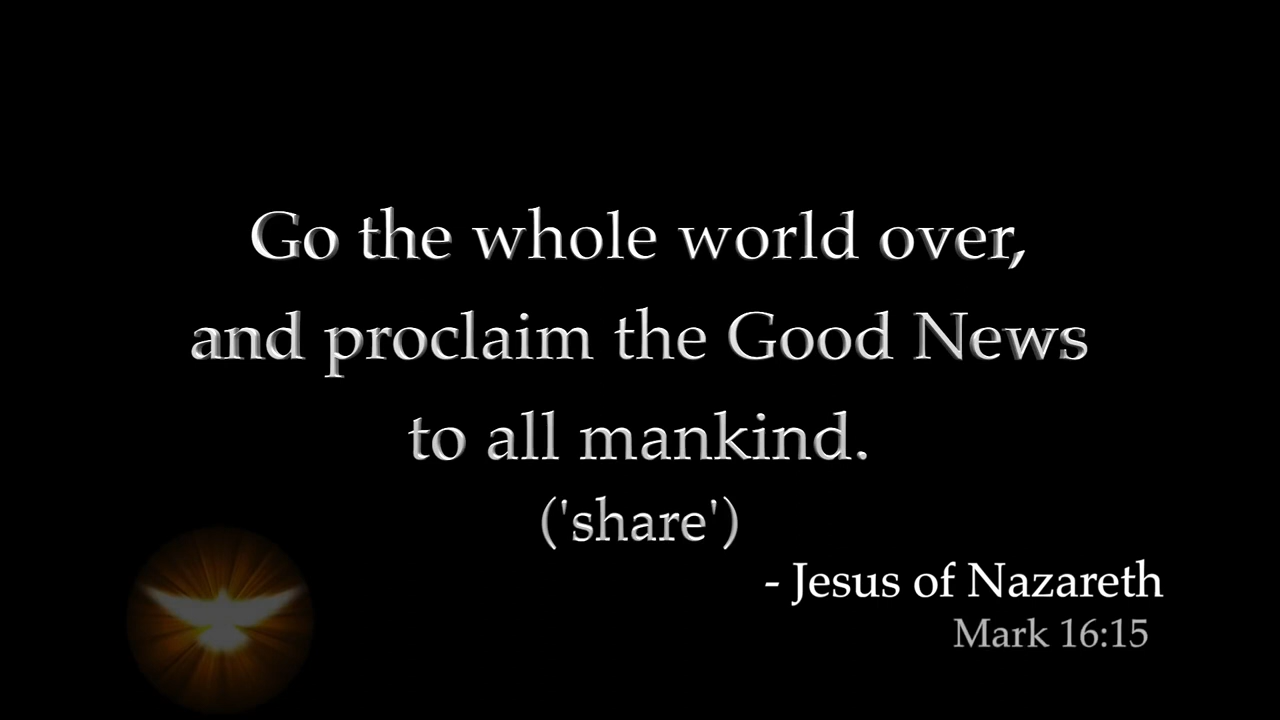 Go the whole world over,
and proclaim the Good News
to all mankind.
('share')
- Jesus of Nazareth
Mark 16:15